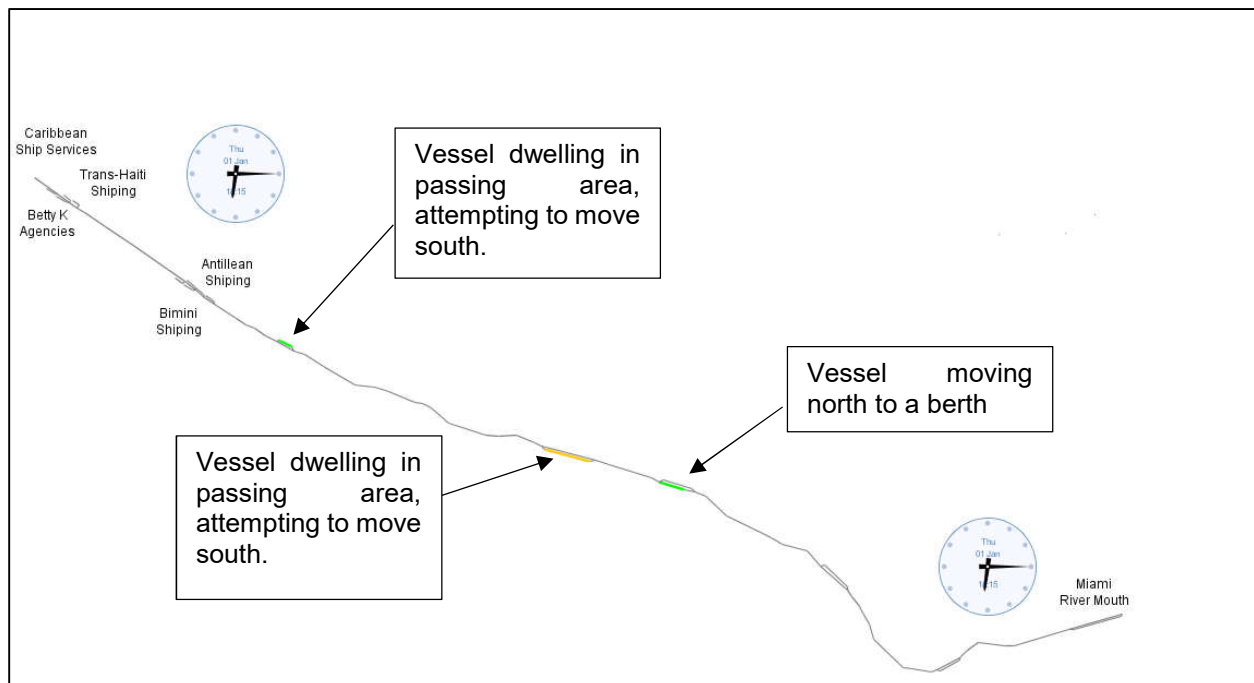 Caribbean
Ship Services
Trans-Haiti
Shiping
Betty K
Agencies
Thu
01 Jan
Vessel dwelling in
passing area,
attempting to move
south.
Antillean
Shiping
Bimini
Shiping
Vessel moving
north to a berth
Vessel dwelling in
passing area,
attempting to move
south.
Thu
01 Jan
Miami
River Mouth